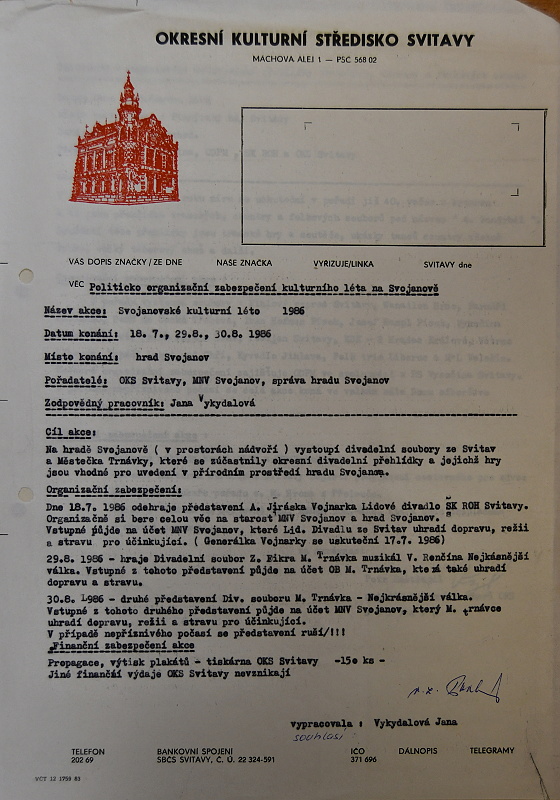 OKRESNÍ KULTURNÍ STŘEDISKO SVITAVY
MÁCHOVA ALEJ 1 — PSČ 568 02
VÁŠ DOPIS ZNAČKY/ZE DNE NAŠE ZNAČKA VYŘIZUJE/LINKA SVITAVY dne
VĚC Politicko organizační zabezpečení kulturního léta na Svojanově
Název akce: Svojanovské kulturní léto 1986
Datum konání: 18. 7., 29.8., 30.8. 1986
Místo konání: hrad Svojanov
Pořadatelé: OKS Svitavy, MNV Svojanov, správa hradu Svojanov
Zodpovědný pracovník: Jana Vykydalová
Cíl akce:
Na hradě Svojanově ( v prostorách nádvoří ) vystoupí divadelní soubory ze Svitav
a Městečka Trnávky, které se zúčastnily okresní divadelní přehlídky a jejichž hry
jsou vhodné pro uvedení v přírodním prostředí hradu Svojanova.
Organizační zabezpečení:
Dne 18.7. 1986 odehraje představení A. Jiráska Vojnarka Lidové divadlo ŠK ROH Svitavy.
Organizačně si bere celou věc na starost MNV Svojanov a hrad Svojanov.
Vstupné půjde na účet MNV Svojanov, které Lid. Divadlu ze Svitav uhradí dopravu, režii
a stravu pro účinkující. ( Generálka Vojnarky se uskuteční 17.7. 1986)
29.8. 1986 - hraje Divadelní soubor Z. Fikra M. Trnávka muzikál V. Renčína Nejkrásnější
válka. Vstupné z tohoto představení půjde na účet OB M. Trnávka, která také uhradí
dopravu a stravu.
30.8. 1986 - druhé představení Div. souboru M. Trnávka - Nejkrásnější válka.
Vstupné z tohoto druhého představení půjde na účet MNV Svojanov, který M. Trnávce
uhradí dopravu, režii a stravu pro účinkující.
V případě nepříznivého počasí se představení ruší/!!!
Finanční zabezpečení akce
Propagace, výtisk plakátů - tiskárna OKS Svitavy -150 ks -
Jiné finanční výdaje OKS Svitavy nevznikají
vypracovala : Vykydalová Jana
souhlasí:
TELEFON BANKOVNÍ SPOJENÍ IČO DÁLNOPIS TELEGRAMY
202 69 SBČS SVITAVY, Č. Ú. 22 324-591 371 696
VCT 12 1759 83